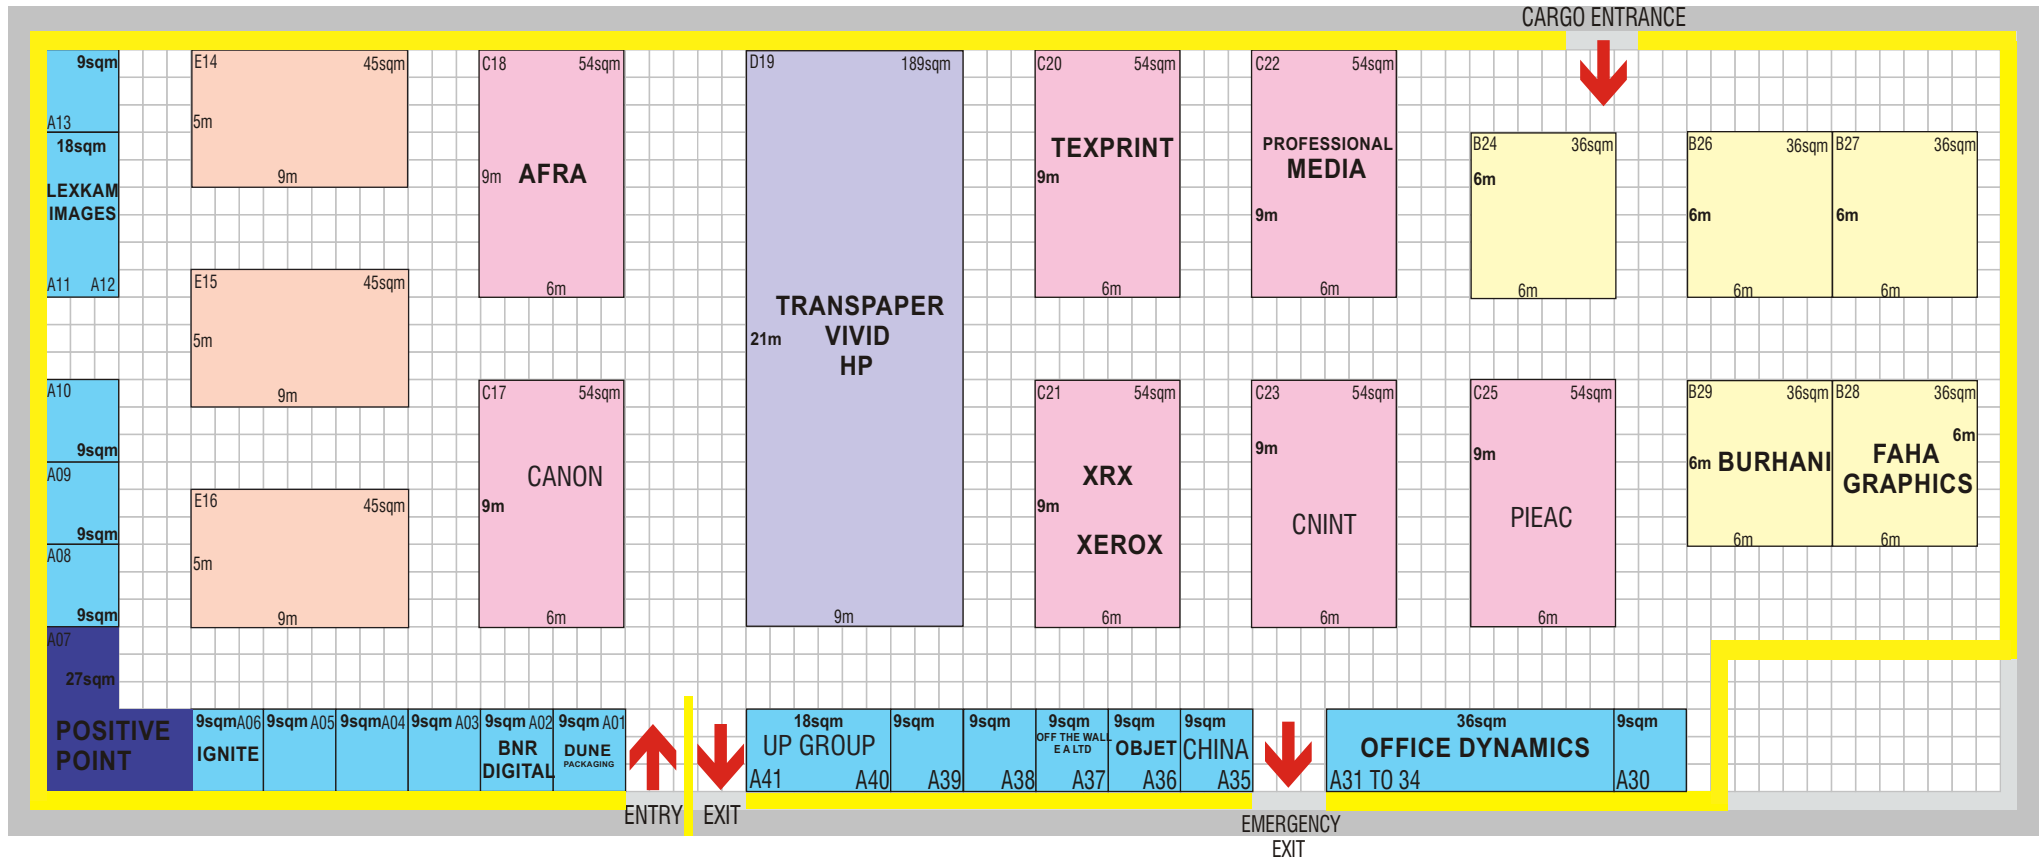 CARGO ENTRANCE
9sqm
A13
18sqm
LEXKAM
IMAGES
A11 A12
E14 45sqm
5m
9m
C18 54sqm
9m AFRA
6m
D19 189sqm
TRANSPAPER
VIVID
HP
21m
9m
C20 54sqm
TEXPRINT
9m
6m
C22 54sqm
PROFESSIONAL
MEDIA
9m
6m
B24 36sqm
6m
6m
B26 36sqm
6m
6m
B27 36sqm
6m
6m
E15 45sqm
5m
9m
A10
9sqm
A09
9sqm
A08
9sqm
E16 45sqm
5m
9m
C17 54sqm
CANON
9m
6m
C21 54sqm
XRX
9m
XEROX
6m
C23 54sqm
9m
CNINT
6m
C25 54sqm
9m
PIEAC
6m
B29 36sqm
6m BURHANI
6m
B28 36sqm
6m
FAHA
GRAPHICS
6m
A07
27sqm
POSITIVE
POINT
9sqm A06
IGNITE
9sqm A05
9sqm A04
9sqm A03
9sqm A02
BNR
DIGITAL
9sqm A01
DUNE
PACKAGING
18sqm
UP GROUP
A41 A40
9sqm
A39
9sqm
A38
9sqm
OFF THE WALL
E A LTD
A37
9sqm
OBJET
A36
9sqm
CHINA
A35
36sqm
OFFICE DYNAMICS
A31 TO 34
9sqm
A30
ENTRY
EXIT
EMERGENCY
EXIT